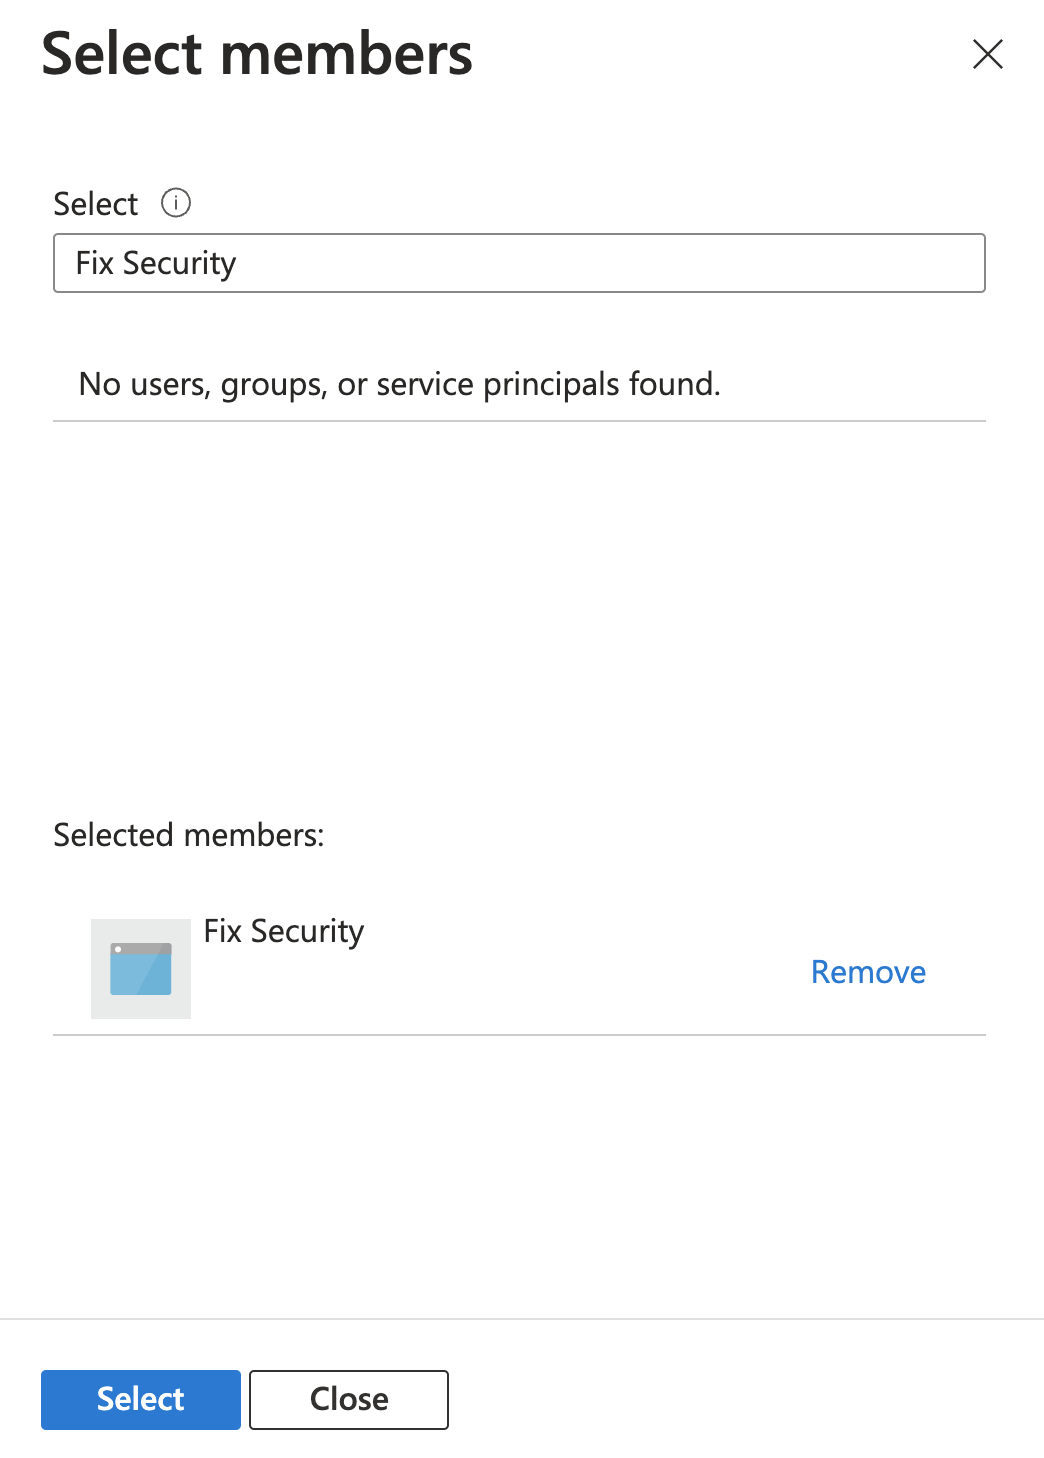 Select members
Select
Fix Security
No users, groups, or service principals found.
Selected members:
Fix Security
Remove
Select Close